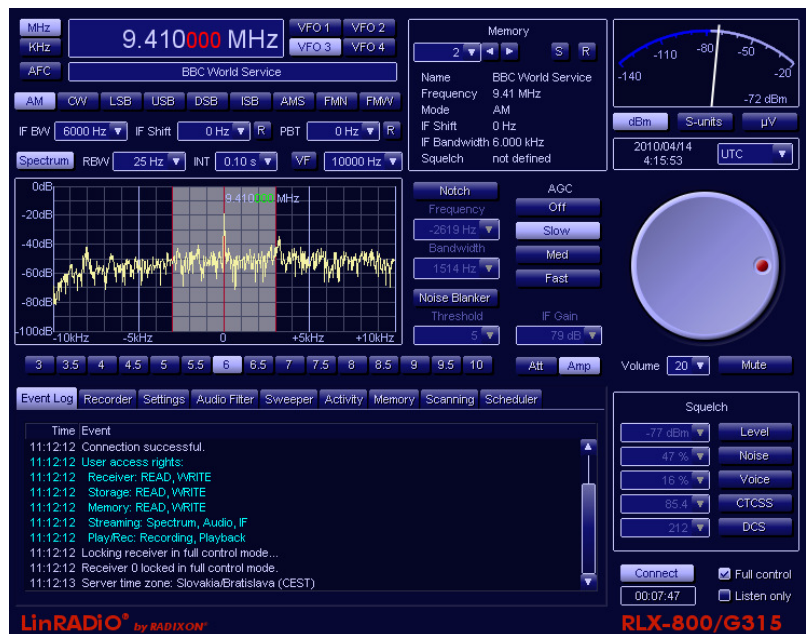 MHz
KHz
AFC
9.410000 MHz
VFO 1 VFO 2
VFO 3 VFO 4
BBC World Service
AM CW LSB USB DSB ISB AMS FMN FMW
IF BW 6000 Hz IF Shift 0 Hz R PBT 0 Hz R
Spectrum RBW 25 Hz INT 0.10 s VF 10000 Hz
Memory
2 S R
Name BBC World Service
Frequency 9.41 MHz
Mode AM
IF Shift 0 Hz
IF Bandwidth 6.000 kHz
Squelch not defined
-140 -110 -80 -50 -20
-72 dBm
dBm S-units µV
2010/04/14
4:15:53
UTC
0dB
-20dB
-40dB
-60dB
-80dB
-100dB
9.410000 MHz
-10kHz -5kHz 0 +5kHz +10kHz
Notch
Frequency
-2619 Hz
Bandwidth
1514 Hz
Noise Blanker
Threshold
5
AGC
Off
Slow
Med
Fast
IF Gain
79 dB
3 3.5 4 4.5 5 5.5 6 6.5 7 7.5 8 8.5 9 9.5 10
Att Amp
Volume 20 Mute
Event Log Recorder Settings Audio Filter Sweeper Activity Memory Scanning Scheduler
Time Event
11:12:12 Connection successful.
11:12:12 User access rights:
11:12:12 Receiver: READ, WRITE
11:12:12 Storage: READ, WRITE
11:12:12 Memory: READ, WRITE
11:12:12 Streaming: Spectrum, Audio, IF
11:12:12 Play/Rec: Recording, Playback
11:12:12 Locking receiver in full control mode...
11:12:12 Receiver 0 locked in full control mode.
11:12:13 Server time zone: Slovakia/Bratislava (CEST)
Squelch
-77 dBm Level
47 % Noise
16 % Voice
85.4 CTCSS
212 DCS
Connect Full control
00:07:47 Listen only
LinRADiO® by RADIXON®
RLX-800/G315